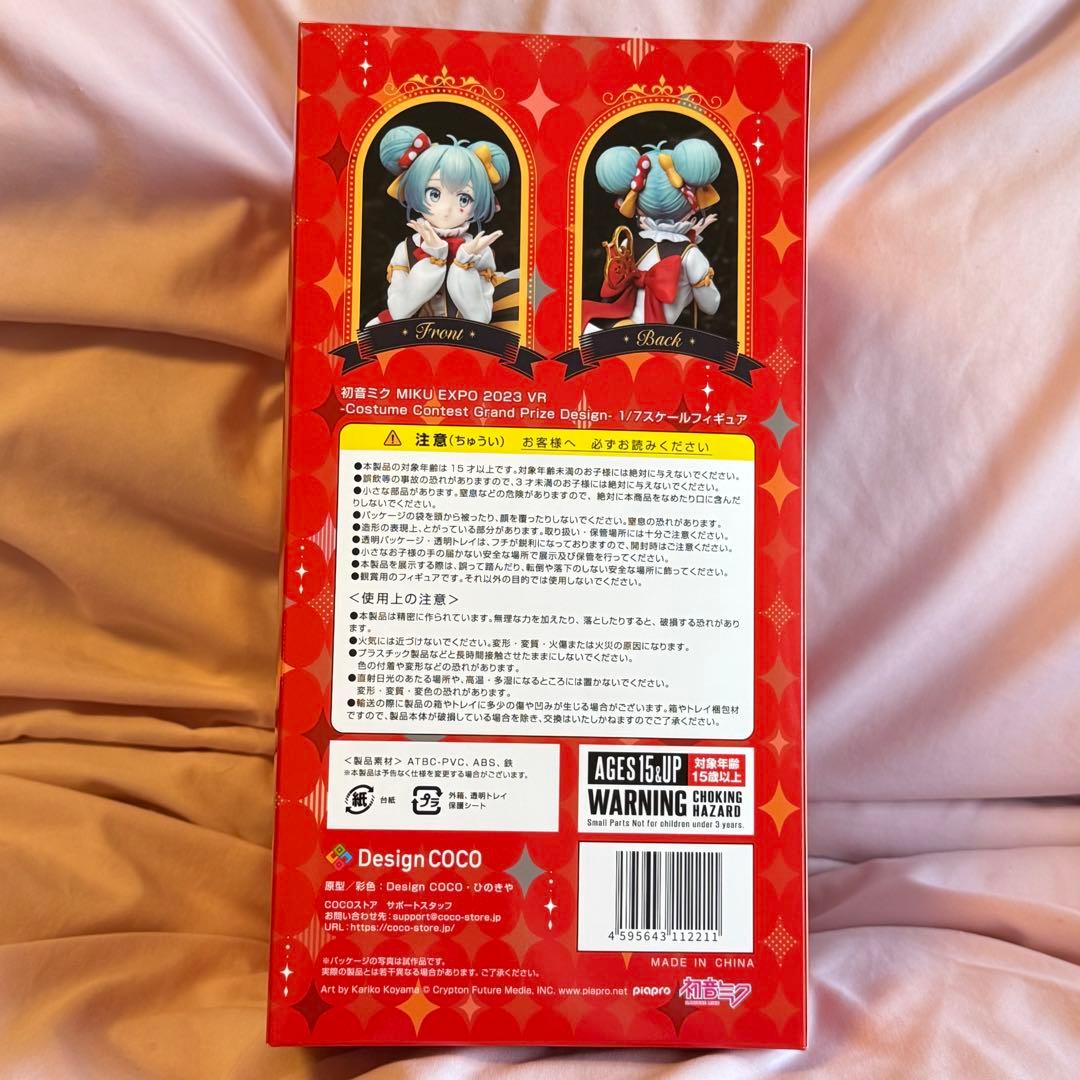 Front
Back
初音ミク MIKU EXPO 2023 VR
-Costume Contest Grand Prize Design- 1/7スケールフィギュア
注意(ちゅうい) お客様へ 必ずお読みください
●本製品の対象年齢は15才以上です。対象年齢未満のお子様には絶対に与えないでください。
●誤飲等の事故の恐れがありますので、3才未満のお子様には絶対に与えないでください。
●小さな部品があります。窒息などの危険がありますので、絶対に本商品をなめたり口に含んだ
りしないでください。
●パッケージの袋を頭から被ったり、顔を覆ったりしないでください。窒息の恐れがあります。
●造形の表現上、とがっている部分があります。取り扱い・保管場所には十分ご注意ください。
●透明パッケージ・透明トレイは、フチが鋭利になっておりますので、開封時はご注意ください。
●小さなお子様の手の届かない安全な場所で展示及び保管を行ってください。
●本製品を展示する際は、誤って踏んだり、転倒や落下のしない安全な場所に飾ってください。
●観賞用のフィギュアです。それ以外の目的では使用しないでください。
＜使用上の注意＞
●本製品は精密に作られています。無理な力を加えたり、落としたりすると、破損する恐れがあり
ます。
●火気には近づけないでください。変形・変質・火傷または火災の原因になります。
●プラスチック製品などと長時間接触させたままにしないでください。
色の付着や変形などの恐れがあります。
●直射日光のあたる場所や、高温・多湿になるところには置かないでください。
変形・変質・変色の恐れがあります。
●輸送の際に製品の箱やトレイに多少の傷や凹みが生じる場合がございます。箱やトレイ梱包材
ですので、製品本体が破損している場合を除き、交換はいたしかねますのでご了承ください。
＜製品素材＞ ATBC-PVC、ABS、鉄
※本製品は予告なく仕様を変更する場合がございます。
紙 台紙
プラ 外箱、透明トレイ
保護シート
AGES 15&UP 対象年齢
15歳以上
WARNING CHOKING
HAZARD
Small Parts Not for children under 3 years.
Design COCO
原型／彩色：Design COCO・ひのきや
COCOストア サポートスタッフ
お問い合わせ先：support@coco-store.jp
URL：https://coco-store.jp/
4 595643 112211
MADE IN CHINA
※パッケージの写真は試作品です。
実際の製品とは若干異なる場合があります。ご了承ください。
Art by Kariko Koyama © Crypton Future Media, INC. www.piapro.net piapro 初音ミク
HATSUNE MIKU